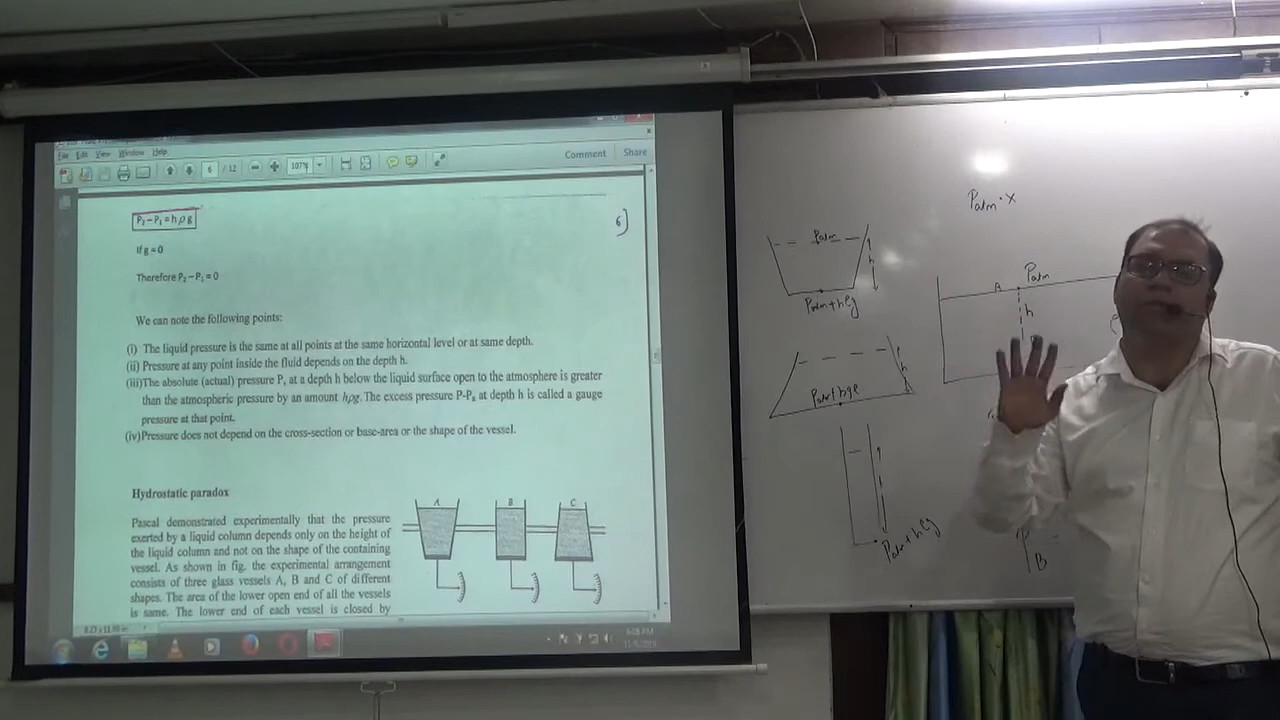 File Edit View Window Help
6 / 12
107%
Comment
Share
P₂ – P₁ = hρg
6)
If g = 0
Therefore P₂ – P₁ = 0
We can note the following points:
(i) The liquid pressure is the same at all points at the same horizontal level or at same depth.
(ii) Pressure at any point inside the fluid depends on the depth h.
(iii)The absolute (actual) pressure P, at a depth h below the liquid surface open to the atmosphere is greater
than the atmospheric pressure by an amount hρg. The excess pressure P-Pₐ at depth h is called a gauge
pressure at that point.
(iv)Pressure does not depend on the cross-section or base-area or the shape of the vessel.
Hydrostatic paradox
Pascal demonstrated experimentally that the pressure
exerted by a liquid column depends only on the height of
the liquid column and not on the shape of the containing
vessel. As shown in fig. the experimental arrangement
consists of three glass vessels A, B and C of different
shapes. The area of the lower open end of all the vessels
is same. The lower end of each vessel is closed by
A B C
Patm · x
Patm
h
Patm + hρg
h
Patm + hρg
Patm + hρg
A
Patm
h
B